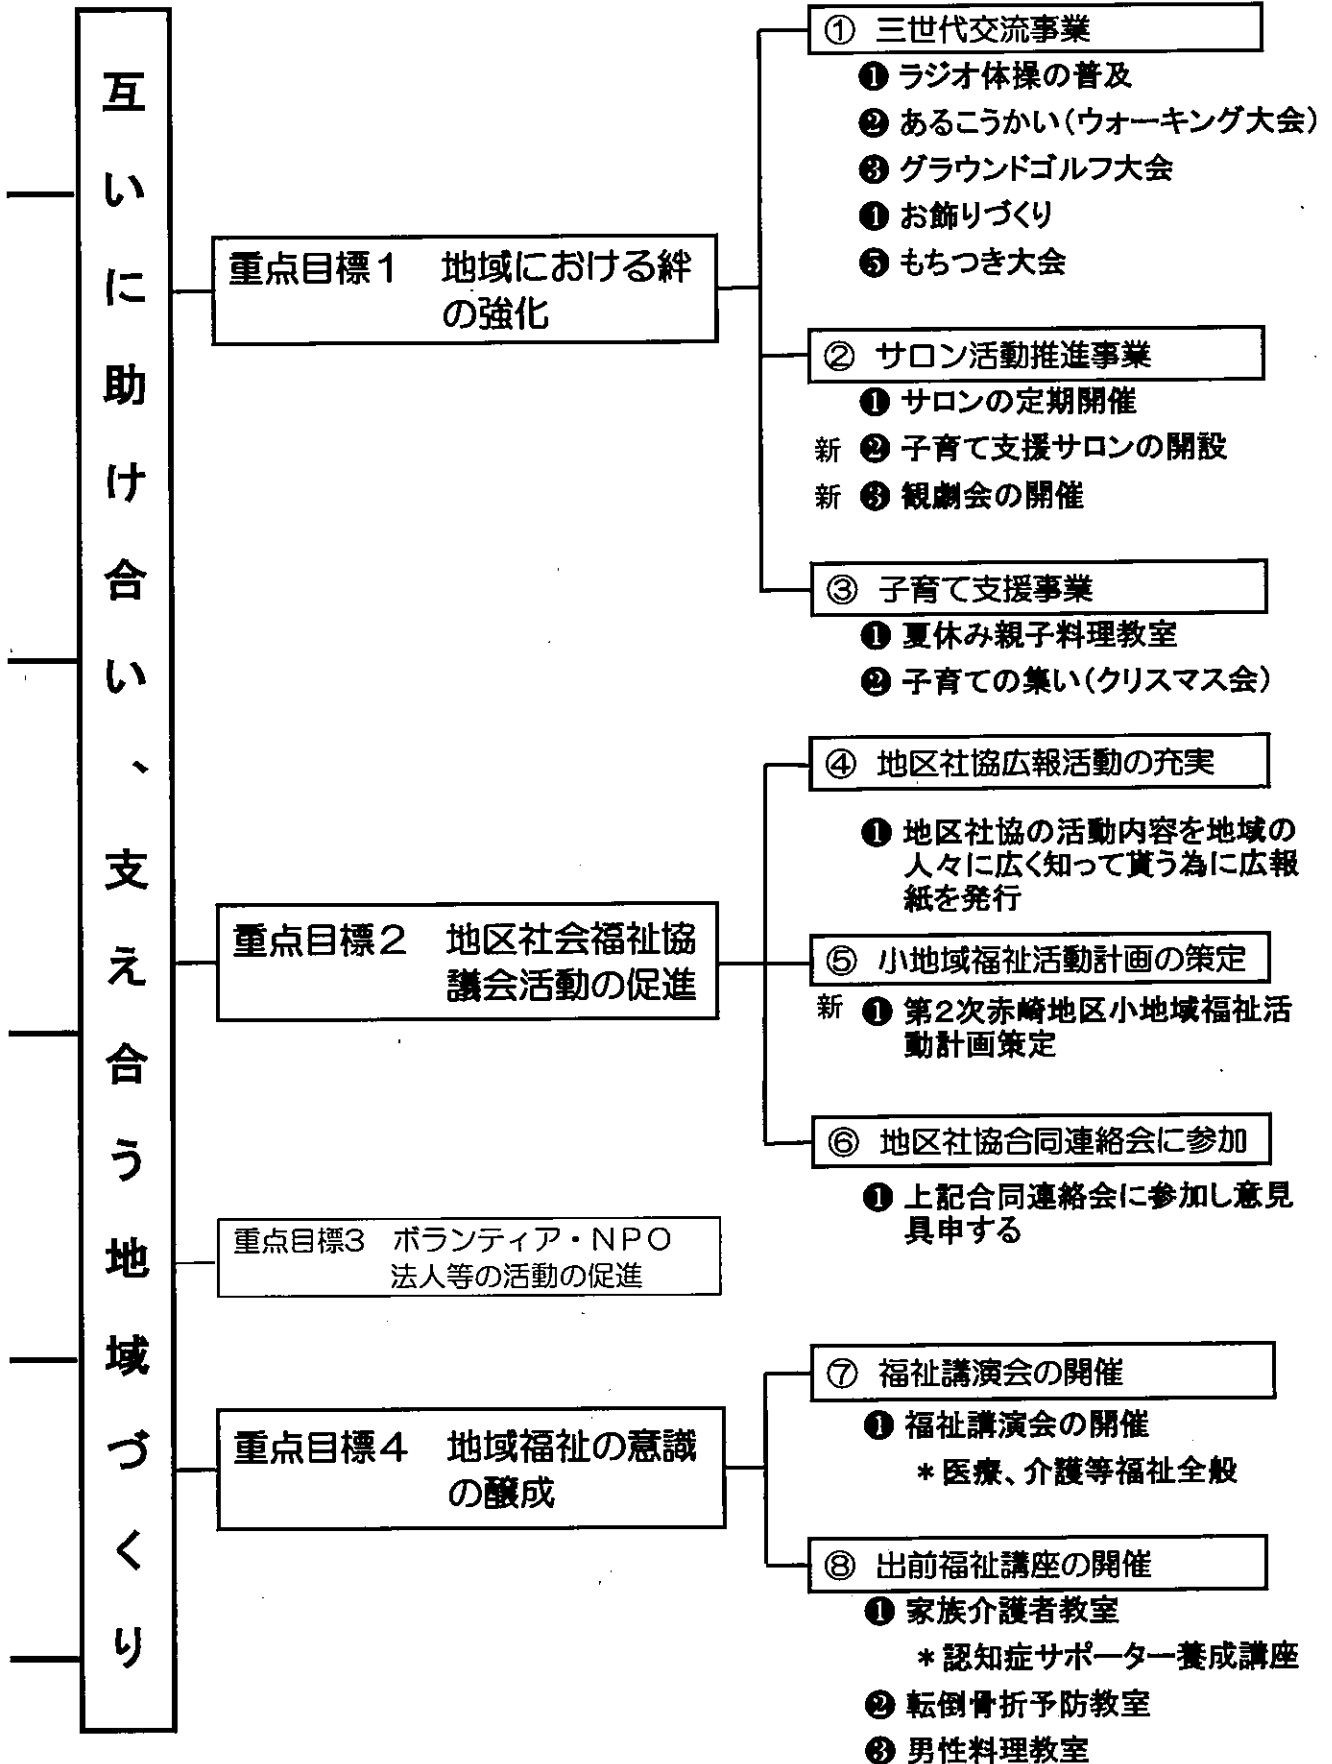 互いに助け合い、支え合う地域づくり
重点目標1　地域における絆
の強化
① 三世代交流事業
❶ ラジオ体操の普及
❷ あるこうかい(ウォーキング大会)
❸ グラウンドゴルフ大会
❶ お飾りづくり
❺ もちつき大会
② サロン活動推進事業
❶ サロンの定期開催
新 ❷ 子育て支援サロンの開設
新 ❸ 観劇会の開催
③ 子育て支援事業
❶ 夏休み親子料理教室
❷ 子育ての集い(クリスマス会)
重点目標2　地区社会福祉協
議会活動の促進
④ 地区社協広報活動の充実
❶ 地区社協の活動内容を地域の
人々に広く知って貰う為に広報
紙を発行
⑤ 小地域福祉活動計画の策定
新 ❶ 第2次赤崎地区小地域福祉活
動計画策定
⑥ 地区社協合同連絡会に参加
❶ 上記合同連絡会に参加し意見
具申する
重点目標3　ボランティア・NPO
法人等の活動の促進
重点目標4　地域福祉の意識
の醸成
⑦ 福祉講演会の開催
❶ 福祉講演会の開催
＊医療、介護等福祉全般
⑧ 出前福祉講座の開催
❶ 家族介護者教室
＊認知症サポーター養成講座
❷ 転倒骨折予防教室
❸ 男性料理教室